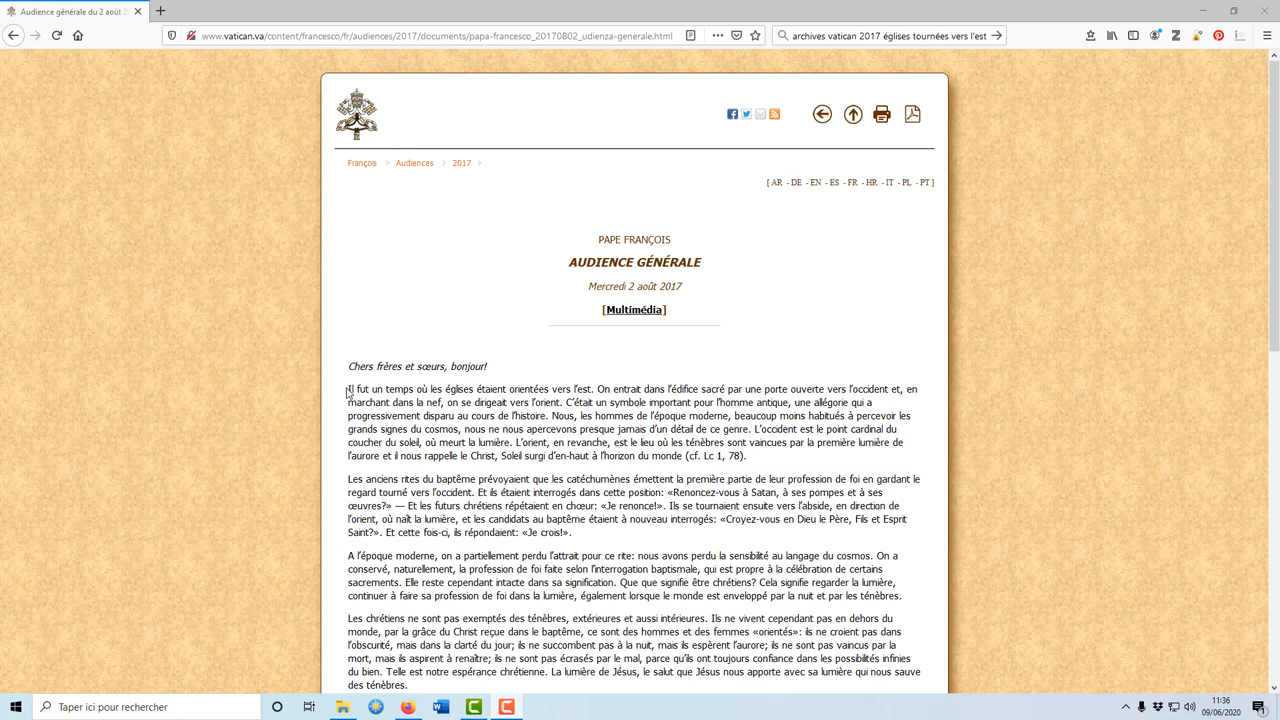 Audience générale du 2 août 20
www.vatican.va/content/francesco/fr/audiences/2017/documents/papa-francesco_20170802_udienza-generale.html
archives vatican 2017 églises tournées vers l'est
François > Audiences > 2017 >
[ AR - DE - EN - ES - FR - HR - IT - PL - PT ]
PAPE FRANÇOIS
AUDIENCE GÉNÉRALE
Mercredi 2 août 2017
[Multimédia]
Chers frères et sœurs, bonjour!
Il fut un temps où les églises étaient orientées vers l'est. On entrait dans l'édifice sacré par une porte ouverte vers l'occident et, en
marchant dans la nef, on se dirigeait vers l'orient. C'était un symbole important pour l'homme antique, une allégorie qui a
progressivement disparu au cours de l'histoire. Nous, les hommes de l'époque moderne, beaucoup moins habitués à percevoir les
grands signes du cosmos, nous ne nous apercevons presque jamais d'un détail de ce genre. L'occident est le point cardinal du
coucher du soleil, où meurt la lumière. L'orient, en revanche, est le lieu où les ténèbres sont vaincues par la première lumière de
l'aurore et il nous rappelle le Christ, Soleil surgi d'en-haut à l'horizon du monde (cf. Lc 1, 78).
Les anciens rites du baptême prévoyaient que les catéchumènes émettent la première partie de leur profession de foi en gardant le
regard tourné vers l'occident. Et ils étaient interrogés dans cette position: «Renoncez-vous à Satan, à ses pompes et à ses
œuvres?» — Et les futurs chrétiens répétaient en chœur: «Je renonce!». Ils se tournaient ensuite vers l'abside, en direction de
l'orient, où naît la lumière, et les candidats au baptême étaient à nouveau interrogés: «Croyez-vous en Dieu le Père, Fils et Esprit
Saint?». Et cette fois-ci, ils répondaient: «Je crois!».
A l'époque moderne, on a partiellement perdu l'attrait pour ce rite: nous avons perdu la sensibilité au langage du cosmos. On a
conservé, naturellement, la profession de foi faite selon l'interrogation baptismale, qui est propre à la célébration de certains
sacrements. Elle reste cependant intacte dans sa signification. Que que signifie être chrétiens? Cela signifie regarder la lumière,
continuer à faire sa profession de foi dans la lumière, également lorsque le monde est enveloppé par la nuit et par les ténèbres.
Les chrétiens ne sont pas exemptés des ténèbres, extérieures et aussi intérieures. Ils ne vivent cependant pas en dehors du
monde, par la grâce du Christ reçue dans le baptême, ce sont des hommes et des femmes «orientés»: ils ne croient pas dans
l'obscurité, mais dans la clarté du jour; ils ne succombent pas à la nuit, mais ils espèrent l'aurore; ils ne sont pas vaincus par la
mort, mais ils aspirent à renaître; ils ne sont pas écrasés par le mal, parce qu'ils ont toujours confiance dans les possibilités infinies
du bien. Telle est notre espérance chrétienne. La lumière de Jésus, le salut que Jésus nous apporte avec sa lumière qui nous sauve
des ténèbres.
Taper ici pour rechercher
11:36
09/06/2020